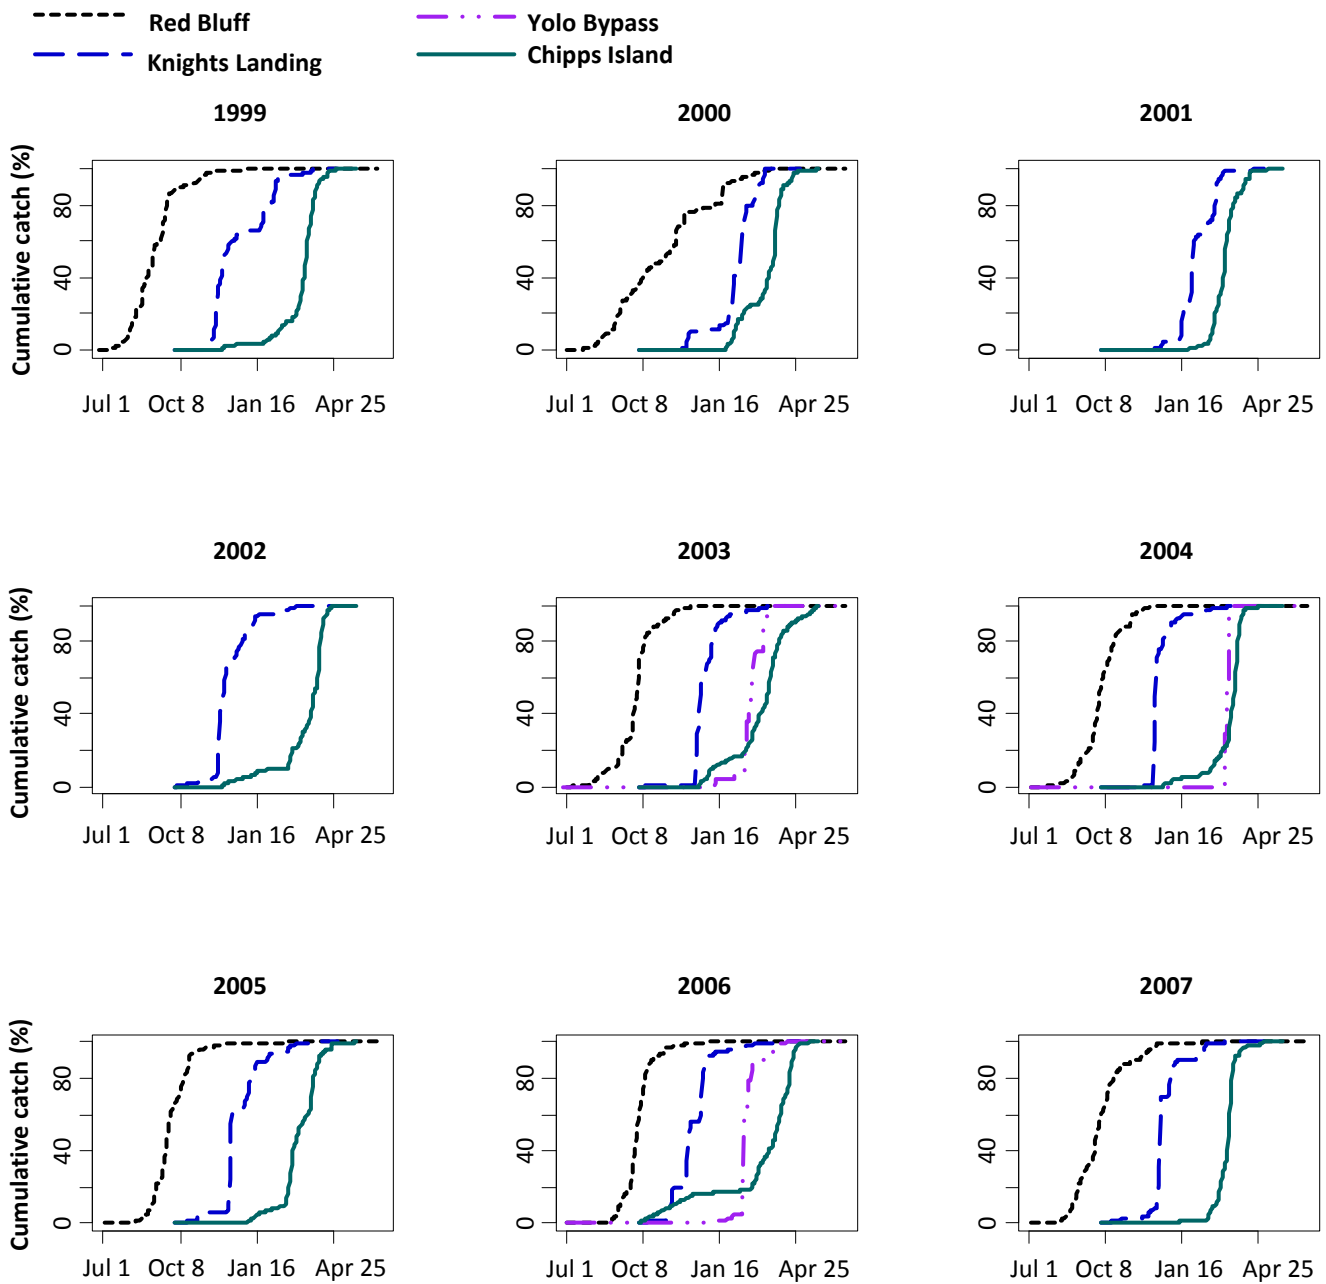 Red Bluff
Yolo Bypass
Knights Landing
Chipps Island
1999
2000
2001
Cumulative catch (%)
80
40
0
Jul 1 Oct 8 Jan 16 Apr 25
80
40
0
Jul 1 Oct 8 Jan 16 Apr 25
80
40
0
Jul 1 Oct 8 Jan 16 Apr 25
2002
2003
2004
Cumulative catch (%)
80
40
0
Jul 1 Oct 8 Jan 16 Apr 25
80
40
0
Jul 1 Oct 8 Jan 16 Apr 25
80
40
0
Jul 1 Oct 8 Jan 16 Apr 25
2005
2006
2007
Cumulative catch (%)
80
40
0
Jul 1 Oct 8 Jan 16 Apr 25
80
40
0
Jul 1 Oct 8 Jan 16 Apr 25
80
40
0
Jul 1 Oct 8 Jan 16 Apr 25